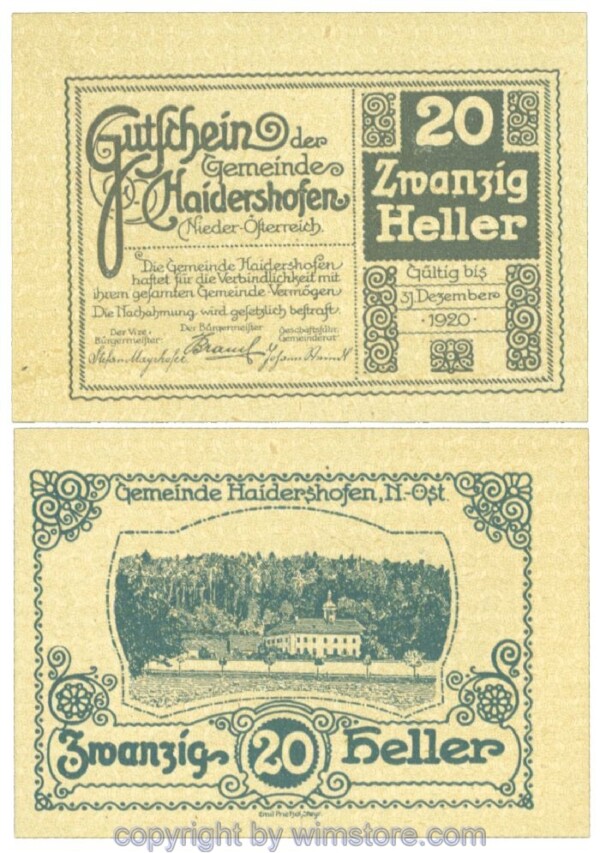 Gutschein der
Gemeinde
Haidershofen
Nieder-Österreich.
Die Gemeinde Haidershofen
haftet für die Verbindlichkeit mit
ihrem gesamten Gemeinde-Vermögen.
Die Nachahmung wird gesetzlich bestraft.
Der Vize-
Bürgermeister:
Der Bürgermeister
Geschäftsführ:
Gemeinderat:
20
Zwanzig
Heller
Gültig bis
31. Dezember
1920
Gemeinde Haidershofen, N.-Öst.
Zwanzig 20 Heller
copyright by wimstore.com